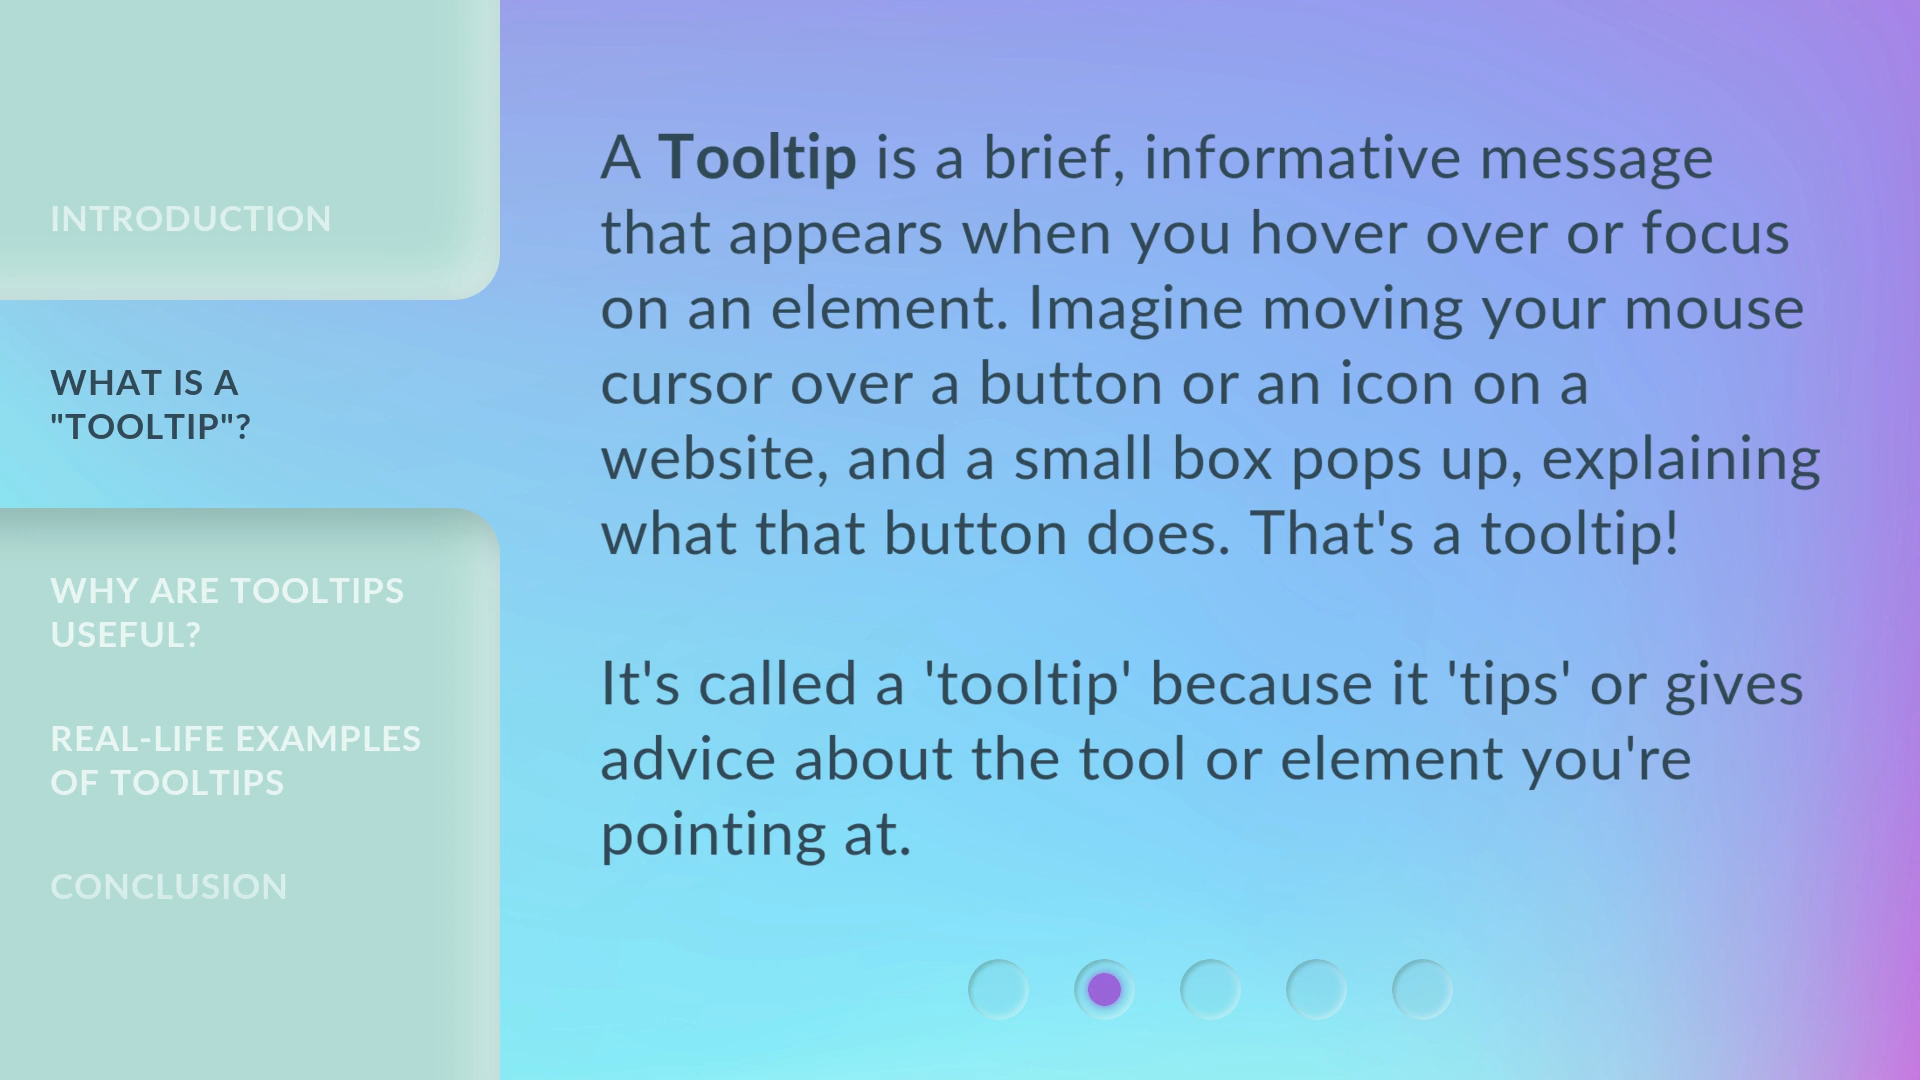 INTRODUCTION
WHAT IS A
"TOOLTIP"?
WHY ARE TOOLTIPS
USEFUL?
REAL-LIFE EXAMPLES
OF TOOLTIPS
CONCLUSION
A Tooltip is a brief, informative message
that appears when you hover over or focus
on an element. Imagine moving your mouse
cursor over a button or an icon on a
website, and a small box pops up, explaining
what that button does. That's a tooltip!
It's called a 'tooltip' because it 'tips' or gives
advice about the tool or element you're
pointing at.